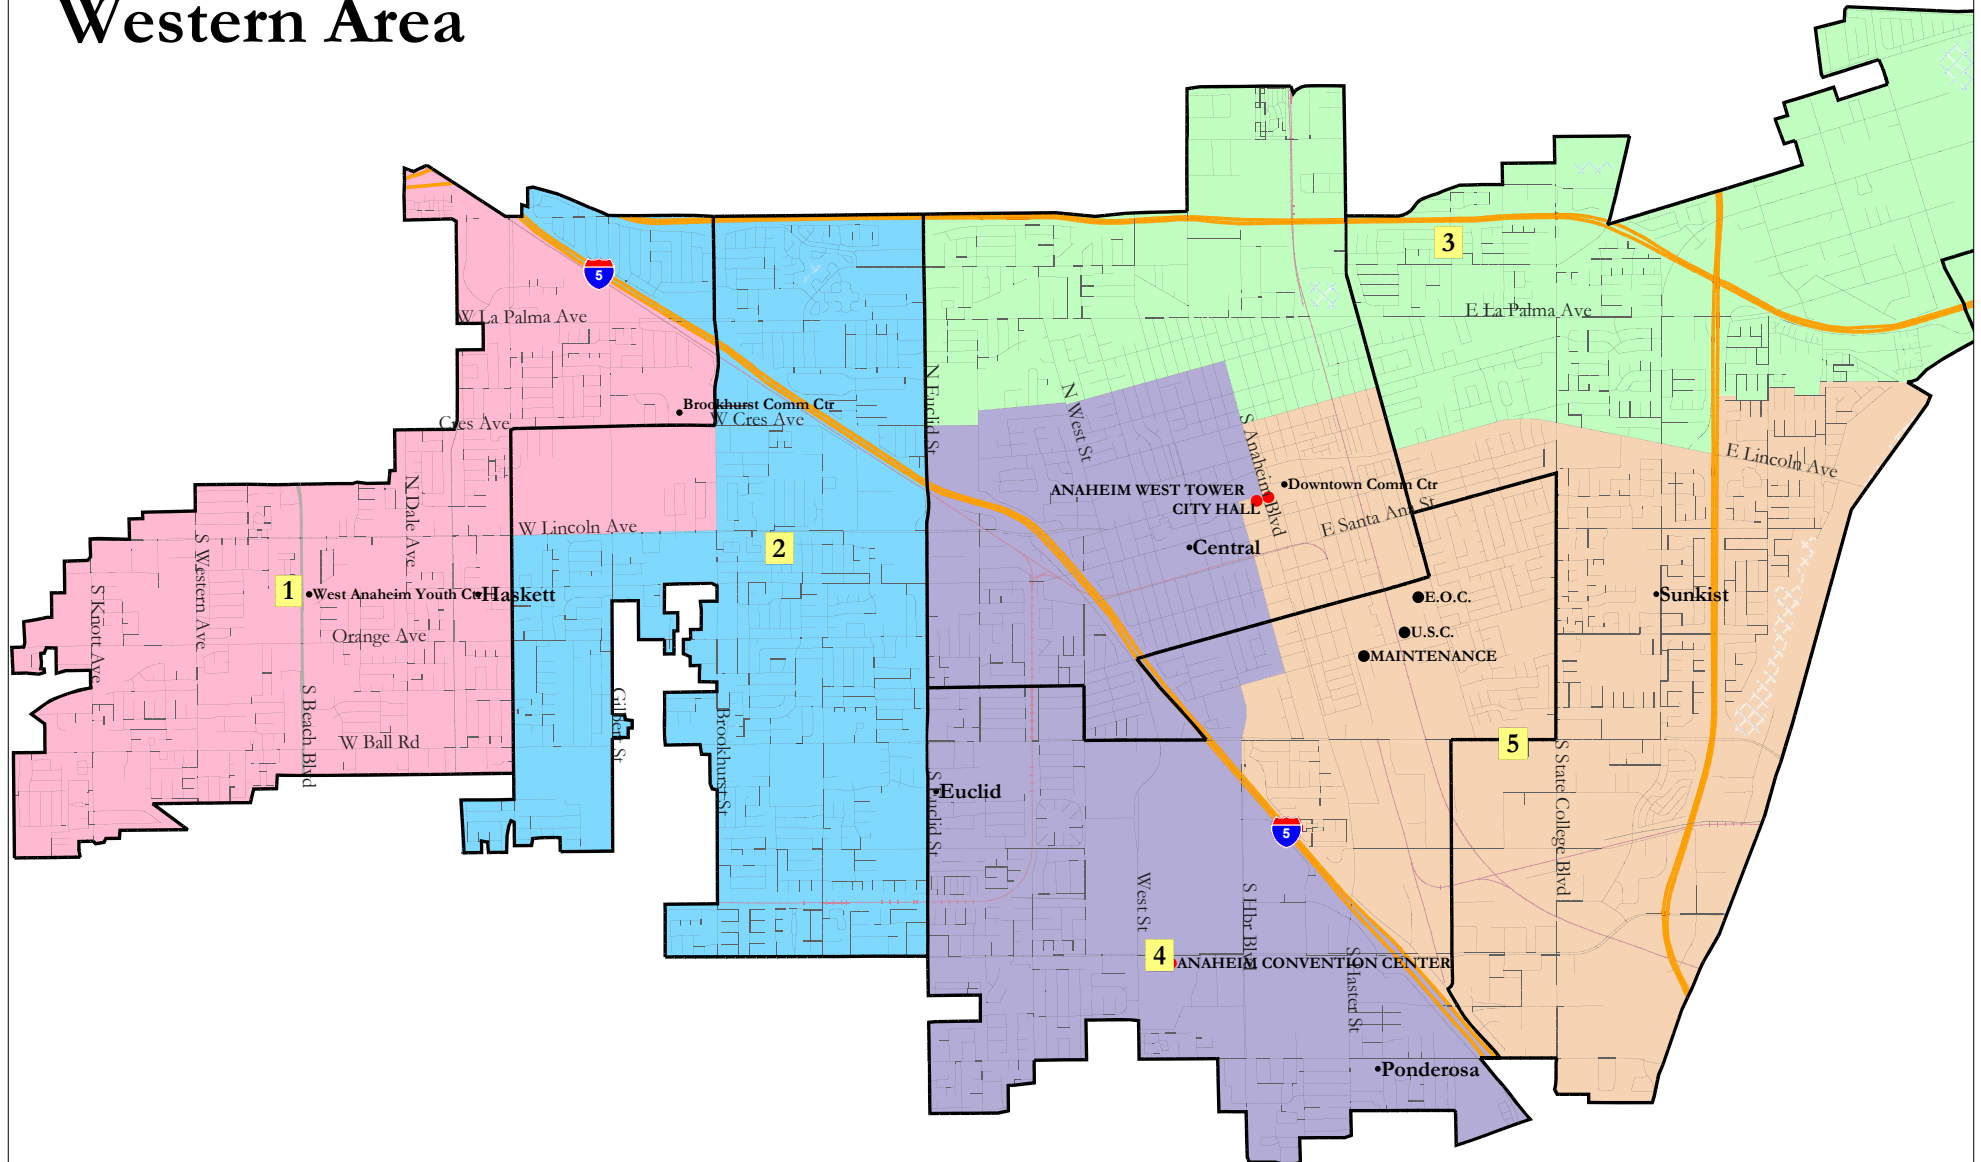 Western Area
3
5
W La Palma Ave
E La Palma Ave
Brookhurst Comm Ctr
W Cres Ave
Cres Ave
N Euclid St
N West St
S Anaheim Blvd
E Lincoln Ave
N Dale Ave
ANAHEIM WEST TOWER
Downtown Comm Ctr
CITY HALL
E Santa Ana St
W Lincoln Ave
2
Central
S Western Ave
S Knott Ave
1
West Anaheim Youth Ctr
Haskett
E.O.C.
Sunkist
Orange Ave
U.S.C.
MAINTENANCE
S Beach Blvd
Gilbert St
Brookhurst St
W Ball Rd
5
S State College Blvd
S Euclid St
Euclid
5
West St
S Hbr Blvd
S Haster St
4
ANAHEIM CONVENTION CENTER
Ponderosa